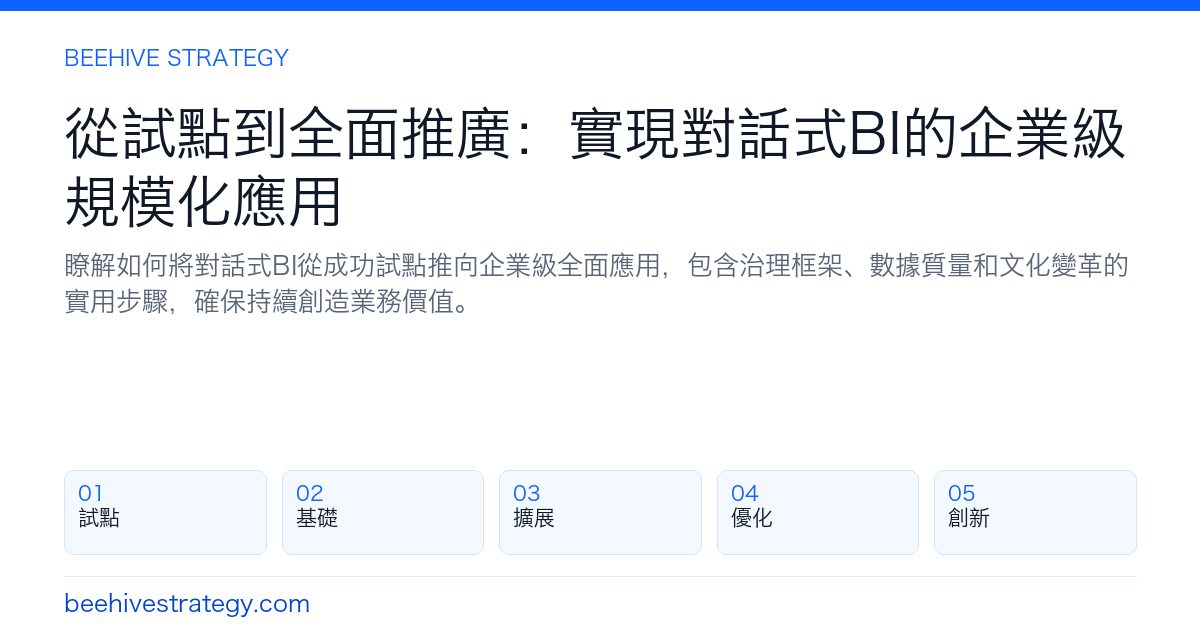 BEEHIVE STRATEGY
從試點到全面推廣：實現對話式BI的企業級
規模化應用
瞭解如何將對話式BI從成功試點推向企業級全面應用，包含治理框架、數據質量和文化變革的
實用步驟，確保持續創造業務價值。
01
試點
02
基礎
03
擴展
04
優化
05
創新
beehivestrategy.com